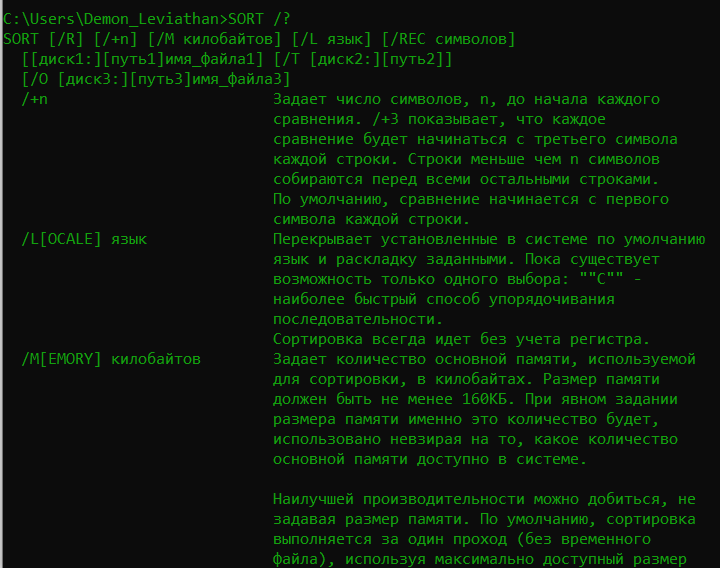 C:\Users\Demon_Leviathan>SORT /?
SORT [/R] [/+n] [/M килобайтов] [/L язык] [/REC символов]
[[диск1:][путь1]имя_файла1] [/T [диск2:][путь2]]
[/O [диск3:][путь3]имя_файла3]
/+n Задает число символов, n, до начала каждого
сравнения. /+3 показывает, что каждое
сравнение будет начинаться с третьего символа
каждой строки. Строки меньше чем n символов
собираются перед всеми остальными строками.
По умолчанию, сравнение начинается с первого
символа каждой строки.
/L[OCALE] язык Перекрывает установленные в системе по умолчанию
язык и раскладку заданными. Пока существует
возможность только одного выбора: ""C"" -
наиболее быстрый способ упорядочивания
последовательности.
Сортировка всегда идет без учета регистра.
/M[EMORY] килобайтов Задает количество основной памяти, используемой
для сортировки, в килобайтах. Размер памяти
должен быть не менее 160КБ. При явном задании
размера памяти именно это количество будет,
использовано невзирая на то, какое количество
основной памяти доступно в системе.
Наилучшей производительности можно добиться, не
задавая размер памяти. По умолчанию, сортировка
выполняется за один проход (без временного
файла), используя максимально доступный размер